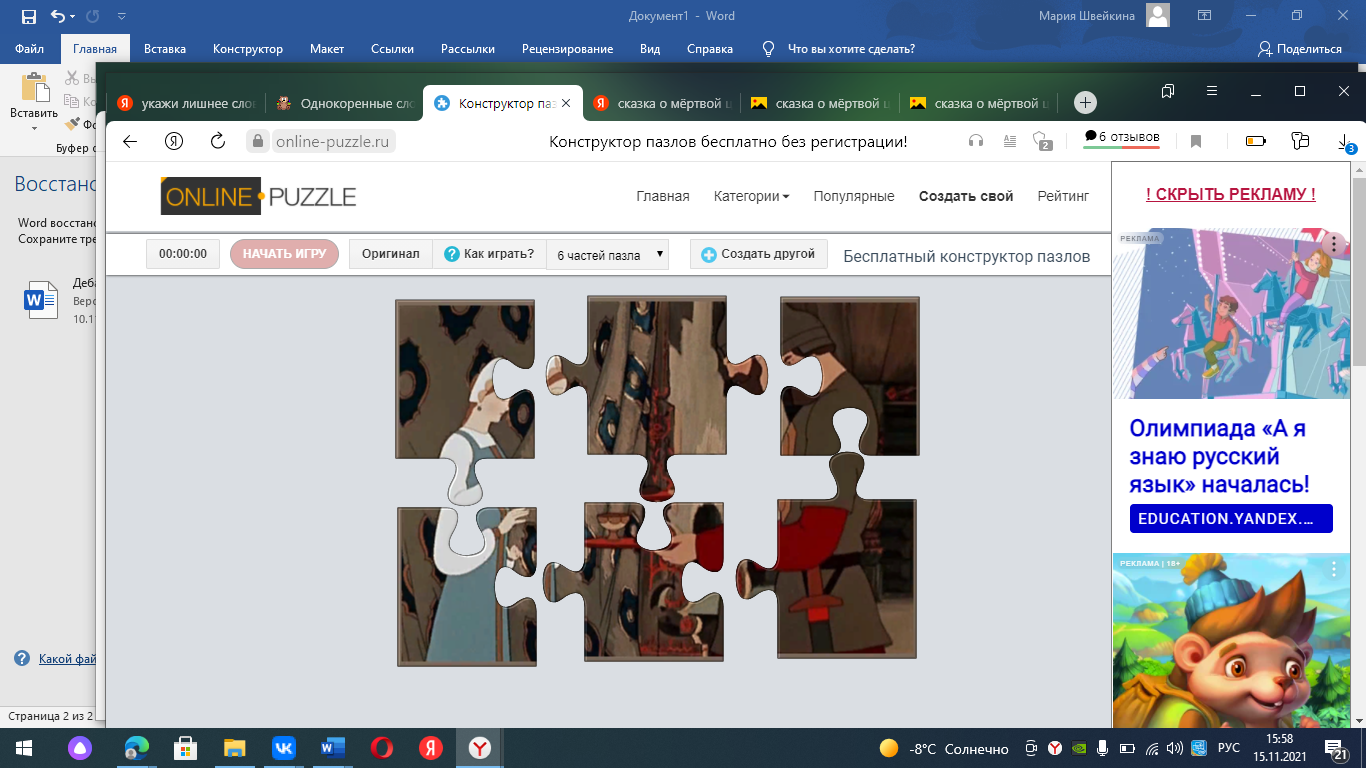 Документ1 - Word
Мария Швейкина
Файл Главная Вставка Конструктор Макет Ссылки Рассылки Рецензирование Вид Справка Что вы хотите сделать? Поделиться
Вставить
Буфер
укажи лишнее сло
Однокоренные сл
Конструктор паз
сказка о мёртвой ц
сказка о мёртвой ц
сказка о мёртвой ц
Я online-puzzle.ru Конструктор пазлов бесплатно без регистрации! 2 6 отзывов 3
ONLINE PUZZLE
Главная Категории Популярные Создать свой Рейтинг
00:00:00 НАЧАТЬ ИГРУ Оригинал ? Как играть? 6 частей пазла Создать другой Бесплатный конструктор пазлов
Восстано
Word восстано
Сохраните тре
W
Деба
Верс
10.1
? Какой фай
Страница 2 из 2
! СКРЫТЬ РЕКЛАМУ !
РЕКЛАМА
Олимпиада «А я
знаю русский
язык» началась!
EDUCATION.YANDEX....
РЕКЛАМА | 18+
-8°C Солнечно
РУС
15:58
15.11.2021
21